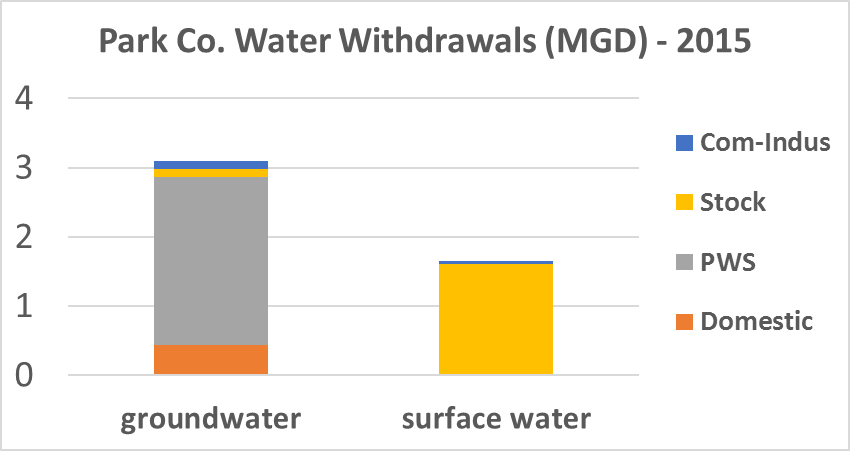 Park Co. Water Withdrawals (MGD) - 2015
4
3
2
1
0
groundwater
surface water
Com-Indus
Stock
PWS
Domestic